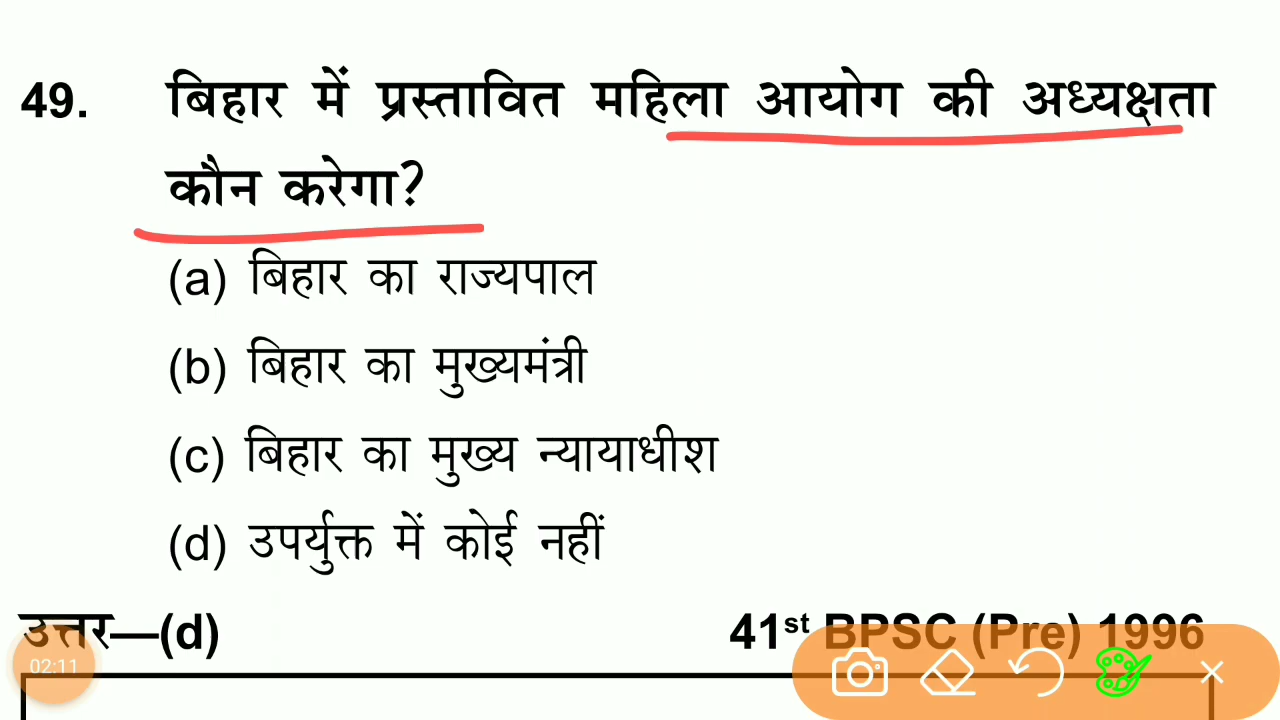 49. बिहार में प्रस्तावित महिला आयोग की अध्यक्षता
कौन करेगा?
(a) बिहार का राज्यपाल
(b) बिहार का मुख्यमंत्री
(c) बिहार का मुख्य न्यायाधीश
(d) उपर्युक्त में कोई नहीं
उत्तर—(d) 41st BPSC (Pre) 1996
02:11